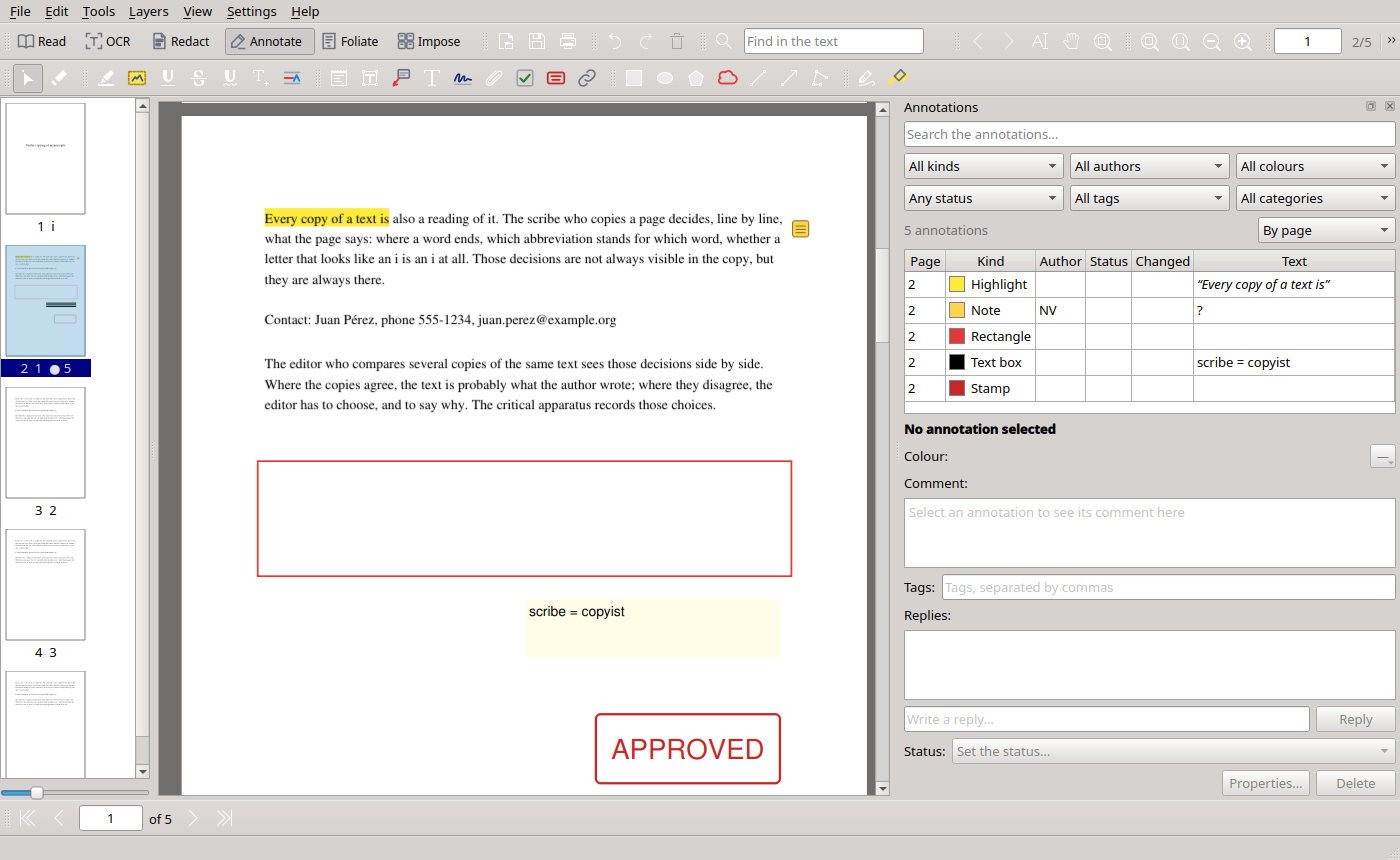 File Edit Tools Layers View Settings Help
Read OCR Redact Annotate Foliate Impose Find in the text 1 2/5 »
Annotations
Search the annotations...
All kinds All authors All colours
Any status All tags All categories
5 annotations By page
Page Kind Author Status Changed Text
2 Highlight “Every copy of a text is”
2 Note NV ?
2 Rectangle
2 Text box scribe = copyist
2 Stamp
No annotation selected
Colour: —
Comment:
Select an annotation to see its comment here
Tags: Tags, separated by commas
Replies:
Write a reply... Reply
Status: Set the status...
Properties... Delete
1 i
2 1 5
3 2
4 3
Every copy of a text is also a reading of it. The scribe who copies a page decides, line by line,
what the page says: where a word ends, which abbreviation stands for which word, whether a
letter that looks like an i is an i at all. Those decisions are not always visible in the copy, but
they are always there.
Contact: Juan Pérez, phone 555-1234, juan.perez@example.org
The editor who compares several copies of the same text sees those decisions side by side.
Where the copies agree, the text is probably what the author wrote; where they disagree, the
editor has to choose, and to say why. The critical apparatus records those choices.
scribe = copyist
APPROVED
1 of 5